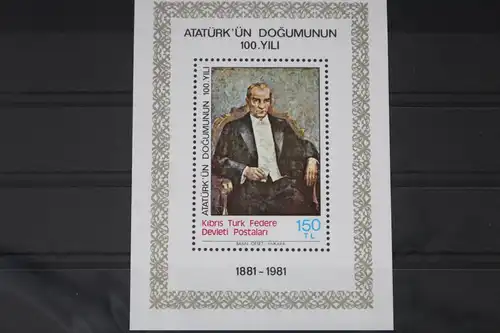 ATATÜRK'ÜN DOĞUMUNUN
100.YILI
ATATÜRK'ÜN DOĞUMUNUN 100.YILI
Kıbrıs Türk Federe
Devleti Postaları
150
TL
1881-1981